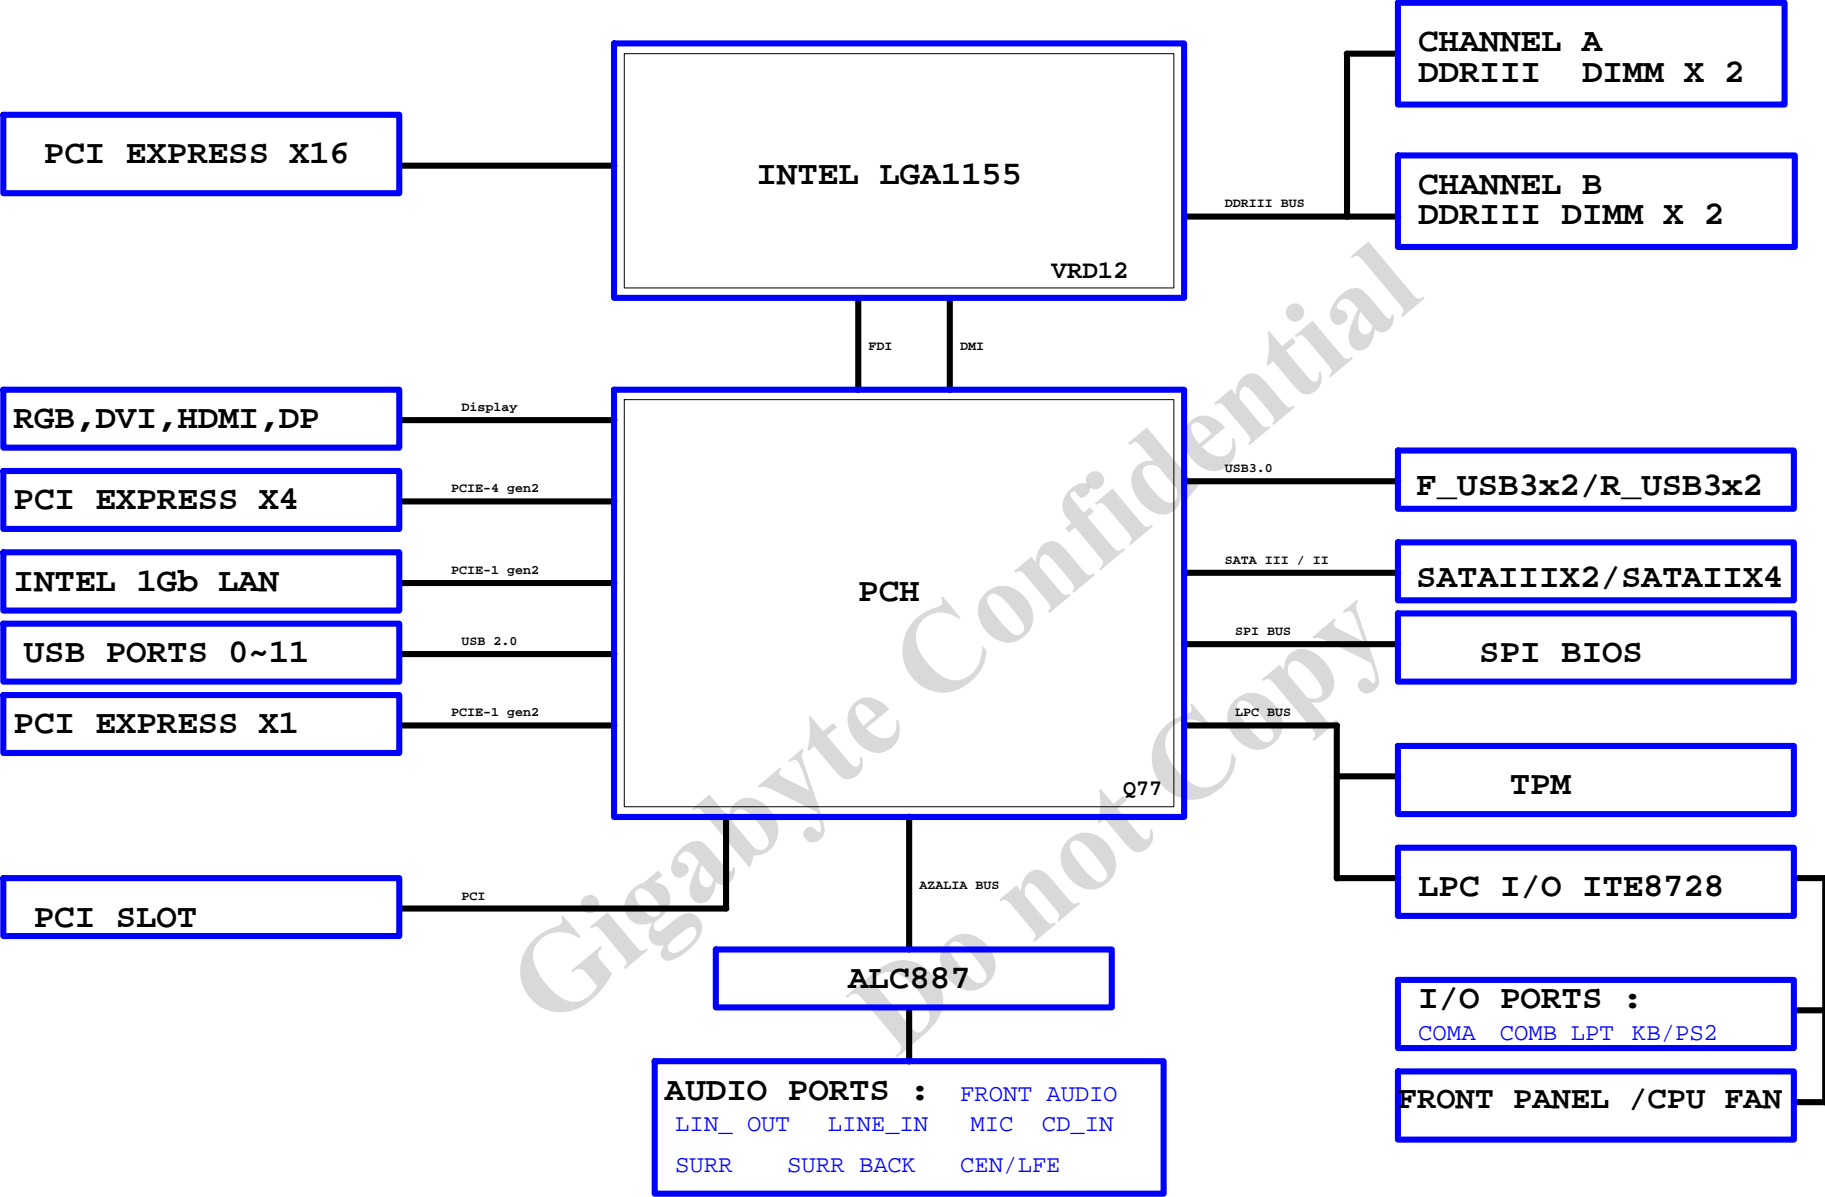 CHANNEL A
DDRIII DIMM X 2
PCI EXPRESS X16
INTEL LGA1155
VRD12
DDRIII BUS
CHANNEL B
DDRIII DIMM X 2
FDI
DMI
RGB,DVI,HDMI,DP
Display
PCI EXPRESS X4
PCIE-4 gen2
INTEL 1Gb LAN
PCIE-1 gen2
USB PORTS 0~11
USB 2.0
PCI EXPRESS X1
PCIE-1 gen2
PCH
Q77
USB3.0
F_USB3x2/R_USB3x2
SATA III / II
SATAIIIX2/SATAIIX4
SPI BUS
SPI BIOS
LPC BUS
TPM
LPC I/O ITE8728
PCI SLOT
PCI
AZALIA BUS
ALC887
I/O PORTS :
COMA COMB LPT KB/PS2
FRONT PANEL /CPU FAN
AUDIO PORTS : FRONT AUDIO
LIN_ OUT LINE_IN MIC CD_IN
SURR SURR BACK CEN/LFE
Gigabyte Confidential
Do not Copy